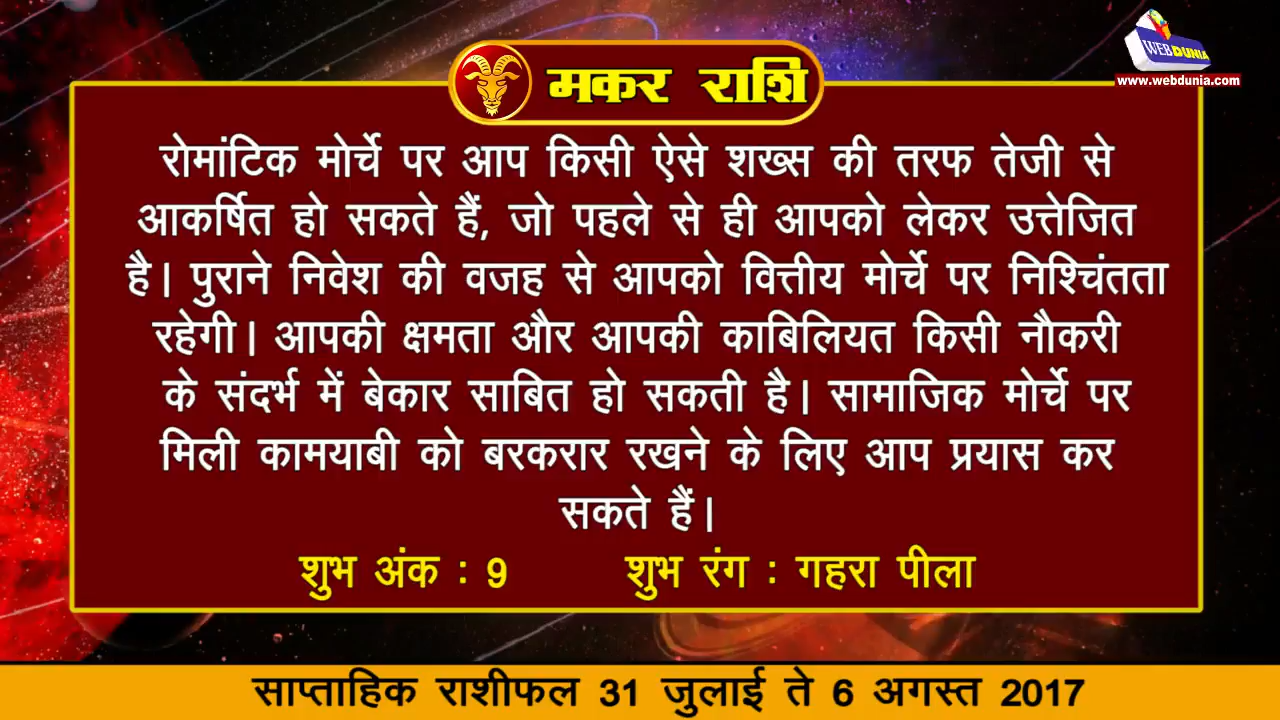 मकर राशि
WEBDUNIA
www.webdunia.com
रोमांटिक मोर्चे पर आप किसी ऐसे शख्स की तरफ तेजी से
आकर्षित हो सकते हैं, जो पहले से ही आपको लेकर उत्तेजित
है। पुराने निवेश की वजह से आपको वित्तीय मोर्चे पर निश्चिंतता
रहेगी। आपकी क्षमता और आपकी काबिलियत किसी नौकरी
के संदर्भ में बेकार साबित हो सकती है। सामाजिक मोर्चे पर
मिली कामयाबी को बरकरार रखने के लिए आप प्रयास कर
सकते हैं।
शुभ अंक : 9 शुभ रंग : गहरा पीला
साप्ताहिक राशीफल 31 जुलाई ते 6 अगस्त 2017